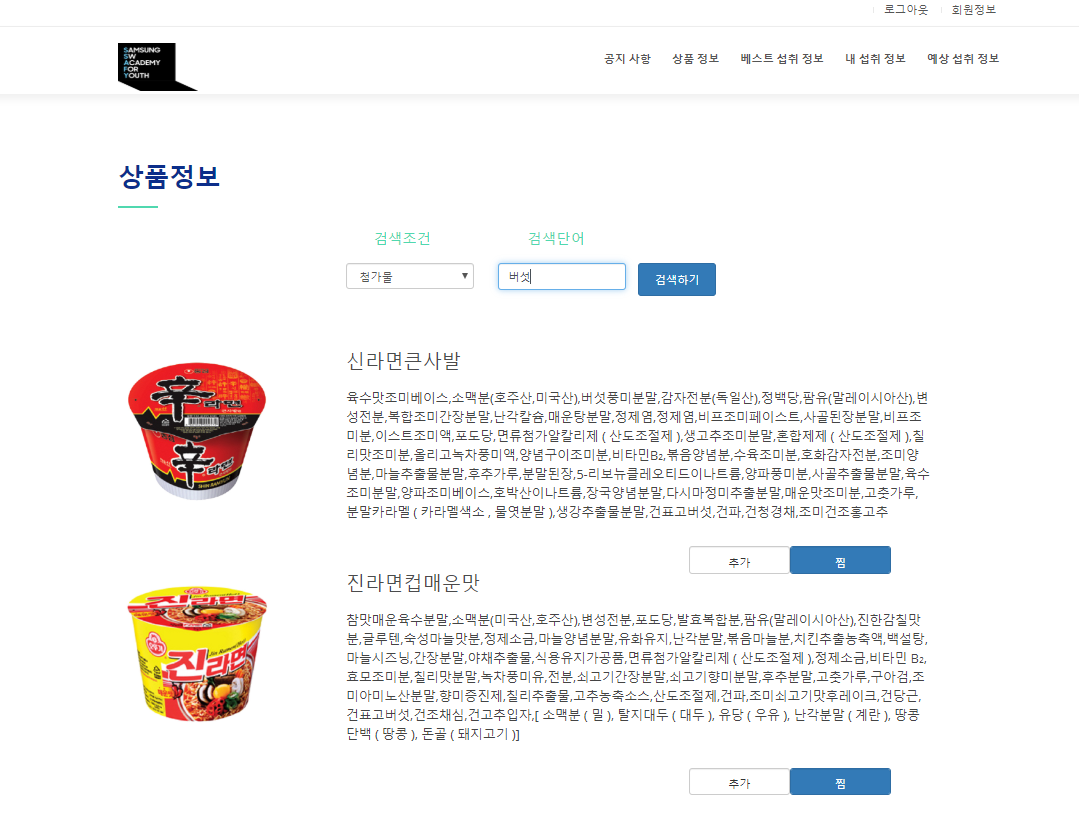 로그아웃
회원정보
SAMSUNG
SW
ACADEMY
FOR
YOUTH
공지 사항
상품 정보
베스트 섭취 정보
내 섭취 정보
예상 섭취 정보
상품정보
검색조건
검색단어
첨가물
버섯
검색하기
신라면큰사발
육수맛조미베이스,소맥분(호주산,미국산),버섯풍미분말,감자전분(독일산),정백당,팜유(말레이시아산),변
성전분,복합조미간장분말,난각칼슘,매운탕분말,정제염,정제염,비프조미페이스트,사골된장분말,비프조
미분,이스트조미액,포도당,면류첨가알칼리제 ( 산도조절제 ),생고추조미분말,혼합제제 ( 산도조절제 ),칠
리맛조미분,올리고녹차풍미액,양념구이조미분,비타민B₂,볶음양념분,수육조미분,호화감자전분,조미양
념분,마늘추출물분말,후추가루,분말된장,5-리보뉴클레오티드이나트륨,양파풍미분,사골추출물분말,육수
조미분말,양파조미베이스,호박산이나트륨,장국양념분말,다시마정미추출분말,매운맛조미분,고춧가루,
분말카라멜 ( 카라멜색소 , 물엿분말 ),생강추출물분말,건표고버섯,건파,건청경채,조미건조홍고추
추가
찜
辛라면
辛
SHIN RAMYUN
진라면컵매운맛
참맛매운육수분말,소맥분(미국산,호주산),변성전분,포도당,발효복합분,팜유(말레이시아산),진한감칠맛
분,글루텐,숙성마늘맛분,정제소금,마늘양념분말,유화유지,난각분말,볶음마늘분,치킨추출농축액,백설탕,
마늘시즈닝,간장분말,야채추출물,식용유지가공품,면류첨가알칼리제 ( 산도조절제 ),정제소금,비타민 B₂,
효모조미분,칠리맛분말,녹차풍미유,전분,쇠고기간장분말,쇠고기향미분말,후추분말,고춧가루,구아검,조
미아미노산분말,향미증진제,칠리추출물,고추농축소스,산도조절제,건파,조미쇠고기맛후레이크,건당근,
건표고버섯,건조채심,건고추입자,[ 소맥분 ( 밀 ), 탈지대두 ( 대두 ), 유당 ( 우유 ), 난각분말 ( 계란 ), 땅콩
단백 ( 땅콩 ), 돈골 ( 돼지고기 )]
추가
찜
진라면
오뚜기
진라면